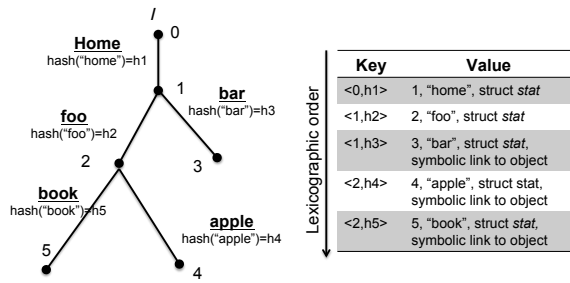 /
0
Home
hash("home")=h1
1
bar
hash("bar")=h3
foo
hash("foo")=h2
2
3
book
hash("book")=h5
apple
hash("apple")=h4
5
4
Lexicographic order
Key Value
<0,h1> 1, “home”, struct stat
<1,h2> 2, “foo”, struct stat
<1,h3> 3, “bar”, struct stat,
symbolic link to object
<2,h4> 4, “apple”, struct stat,
symbolic link to object
<2,h5> 5, “book”, struct stat,
symbolic link to object